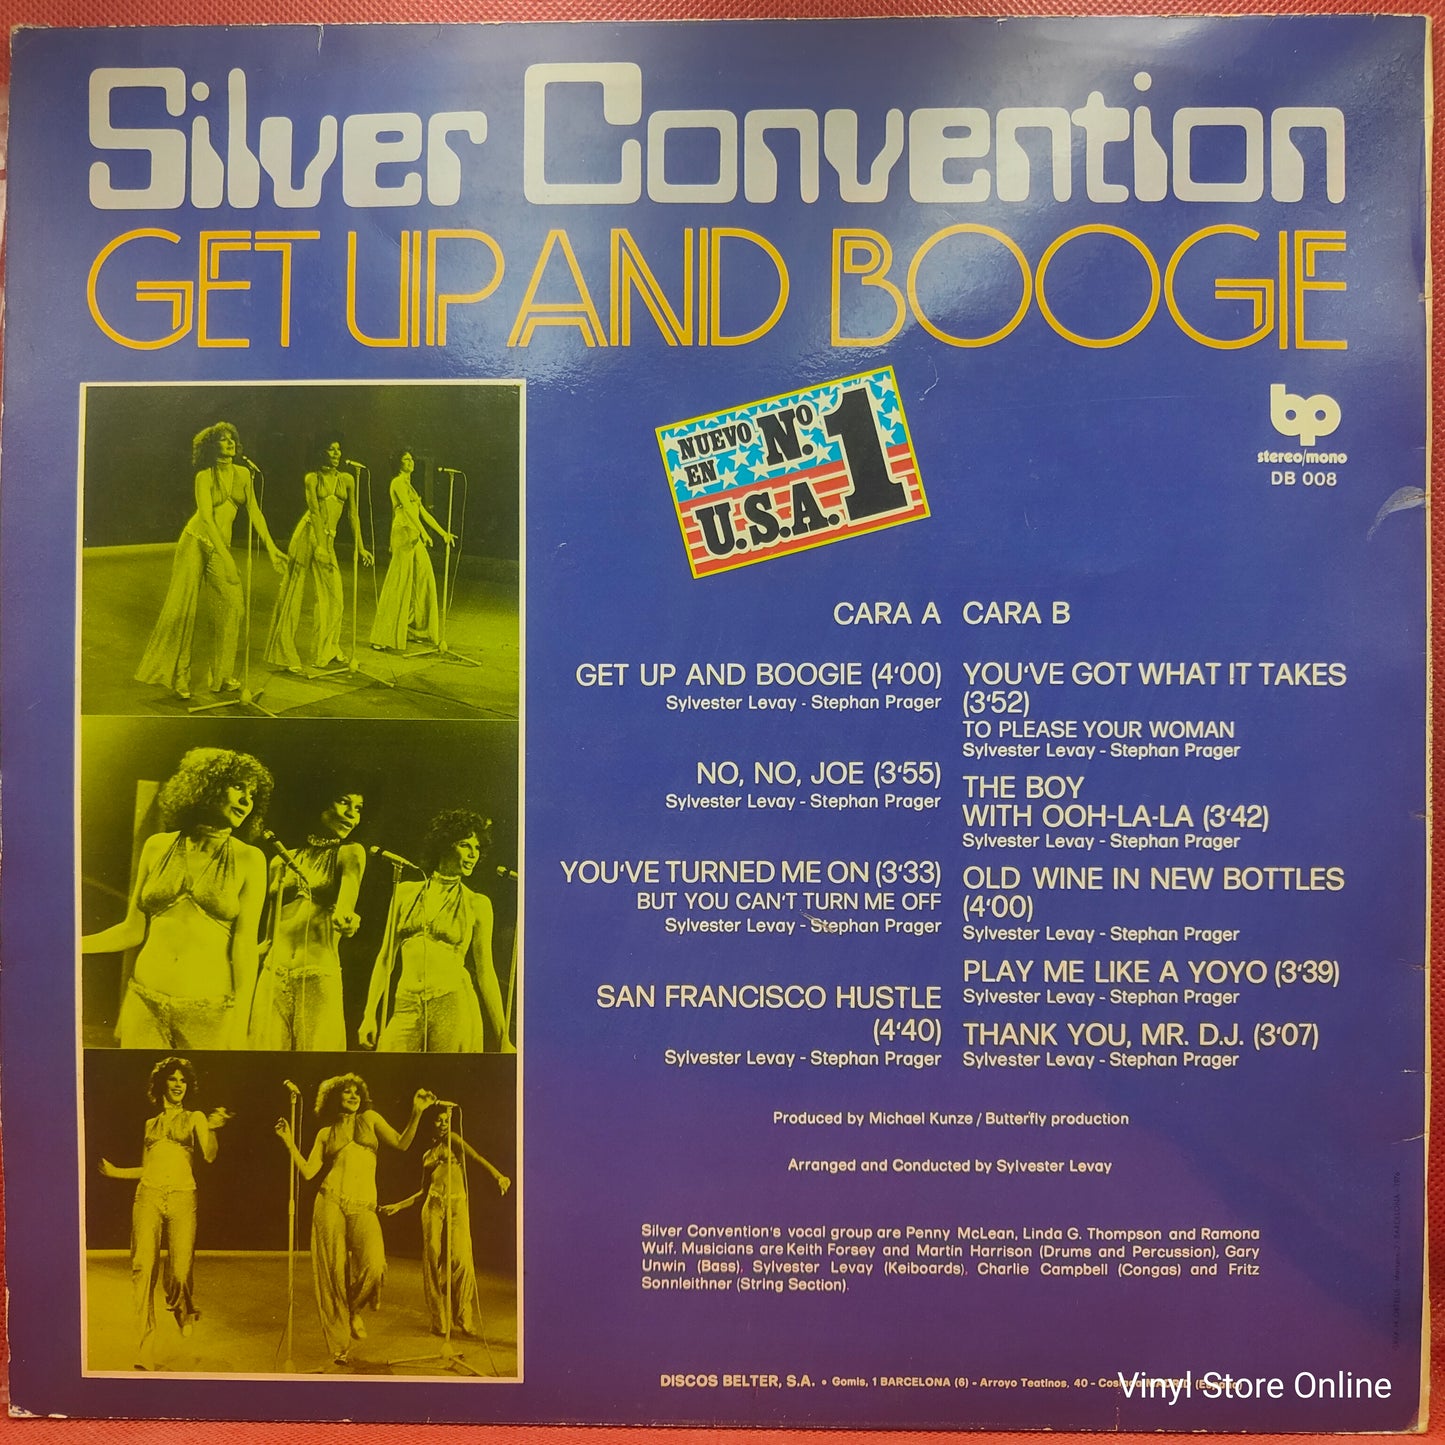 Silver Convention
GET UP AND BOOGIE
NUEVO Nº 1
EN
U.S.A.
bp
stereo/mono
DB 008
CARA A
GET UP AND BOOGIE (4'00)
Sylvester Levay - Stephan Prager
NO, NO, JOE (3'55)
Sylvester Levay - Stephan Prager
YOU'VE TURNED ME ON (3'33)
BUT YOU CAN'T TURN ME OFF
Sylvester Levay - Stephan Prager
SAN FRANCISCO HUSTLE
(4'40)
Sylvester Levay - Stephan Prager
CARA B
YOU'VE GOT WHAT IT TAKES
(3'52)
TO PLEASE YOUR WOMAN
Sylvester Levay - Stephan Prager
THE BOY
WITH OOH-LA-LA (3'42)
Sylvester Levay - Stephan Prager
OLD WINE IN NEW BOTTLES
(4'00)
Sylvester Levay - Stephan Prager
PLAY ME LIKE A YOYO (3'39)
Sylvester Levay - Stephan Prager
THANK YOU, MR. D.J. (3'07)
Sylvester Levay - Stephan Prager
Produced by Michael Kunze / Butterfly production
Arranged and Conducted by Sylvester Levay
Silver Convention's vocal group are Penny McLean, Linda G. Thompson and Ramona
Wulf. Musicians are Keith Forsey and Martin Harrison (Drums and Percussion), Gary
Unwin (Bass), Sylvester Levay (Keiboards), Charlie Campbell (Congas) and Fritz
Sonnleithner (String Section).
DISCOS BELTER, S.A. • Gomis, 1 BARCELONA (6) - Arroyo Teatinos, 40 -
Vinyl Store Online